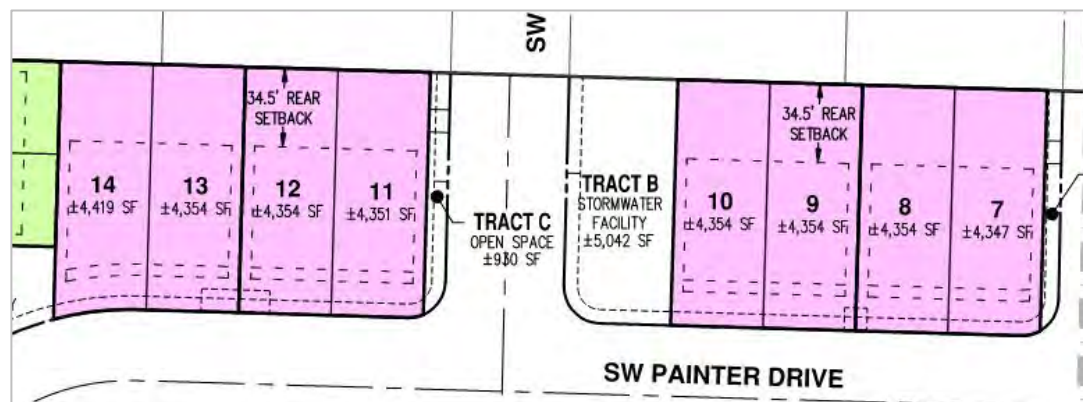 SW
34.5' REAR
SETBACK
34.5' REAR
SETBACK
14
±4,419 SF
13
±4,354 SF
12
±4,354 SF
11
±4,351 SF
TRACT C
OPEN SPACE
±930 SF
TRACT B
STORMWATER
FACILITY
±5,042 SF
10
±4,354 SF
9
±4,354 SF
8
±4,354 SF
7
±4,347 SF
SW PAINTER DRIVE